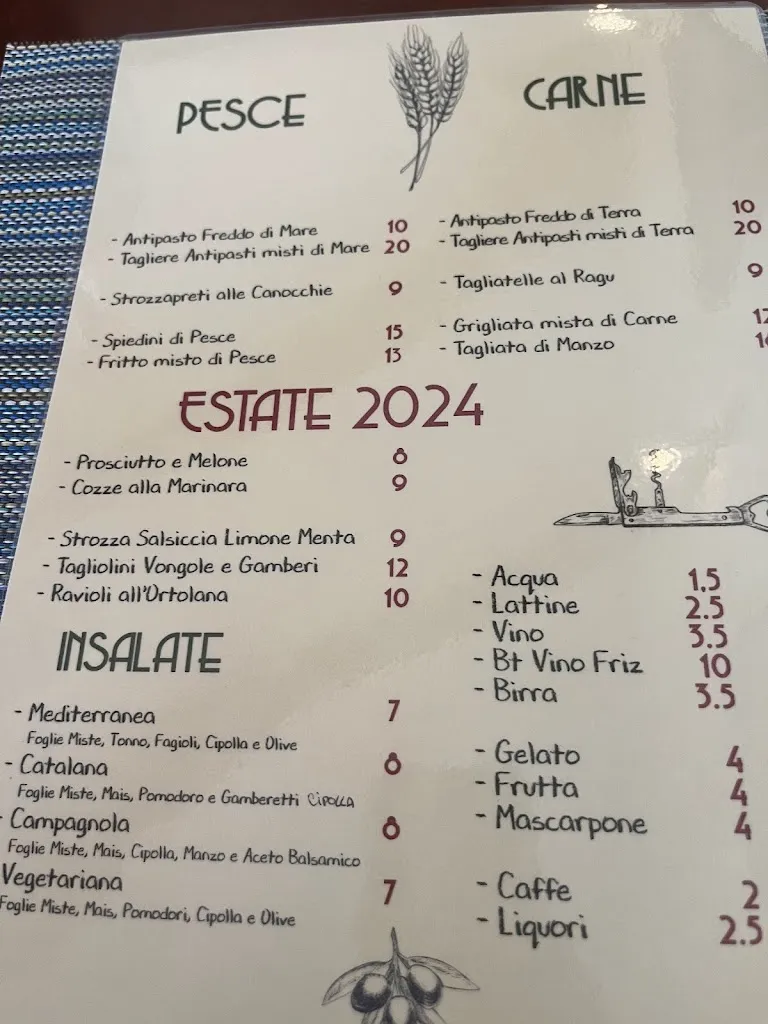 PESCE
- Antipasto Freddo di Mare 10
- Tagliere Antipasti misti di Mare 20
- Strozzapreti alle Canocchie 9
- Spiedini di Pesce 15
- Fritto misto di Pesce 13
CARNE
- Antipasto Freddo di Terra 10
- Tagliere Antipasti misti di Terra 20
- Tagliatelle al Ragu 9
- Grigliata mista di Carne
- Tagliata di Manzo
ESTATE 2024
- Prosciutto e Melone 8
- Cozze alla Marinara 9
- Strozza Salsiccia Limone Menta 9
- Tagliolini Vongole e Gamberi 12
- Ravioli all'Ortolana 10
INSALATE
- Mediterranea 7
Foglie Miste, Tonno, Fagioli, Cipolla e Olive
- Catalana 8
Foglie Miste, Mais, Pomodoro e Gamberetti CIPOLLA
- Campagnola 8
Foglie Miste, Mais, Cipolla, Manzo e Aceto Balsamico
Vegetariana 7
Foglie Miste, Mais, Pomodori, Cipolla e Olive
- Acqua 1.5
- Lattine 2.5
- Vino 3.5
- Bt Vino Friz 10
- Birra 3.5
- Gelato 4
- Frutta 4
- Mascarpone 4
- Caffe 2
- Liquori 2.5